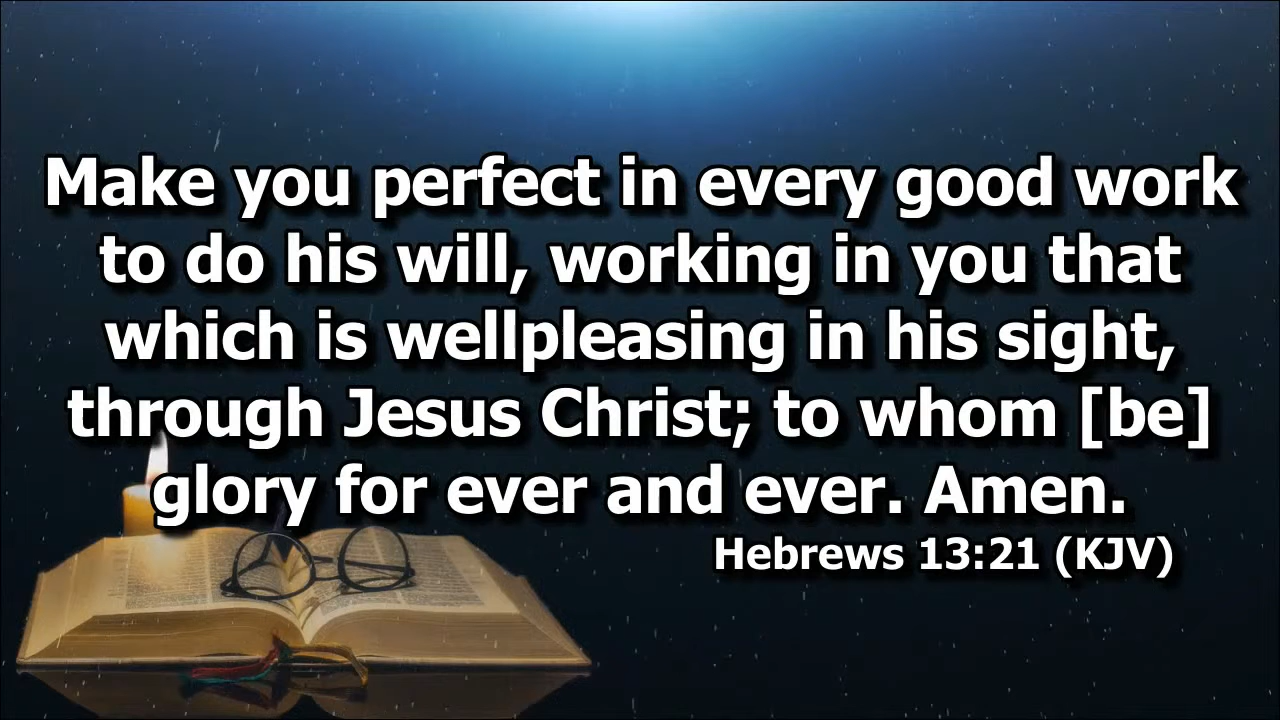 Make you perfect in every good work
to do his will, working in you that
which is wellpleasing in his sight,
through Jesus Christ; to whom [be]
glory for ever and ever. Amen.
Hebrews 13:21 (KJV)